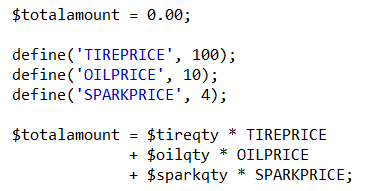 $totalamount = 0.00;
define('TIREPRICE', 100);
define('OILPRICE', 10);
define('SPARKPRICE', 4);
$totalamount = $tireqty * TIREPRICE
+ $oilqty * OILPRICE
+ $sparkqty * SPARKPRICE;